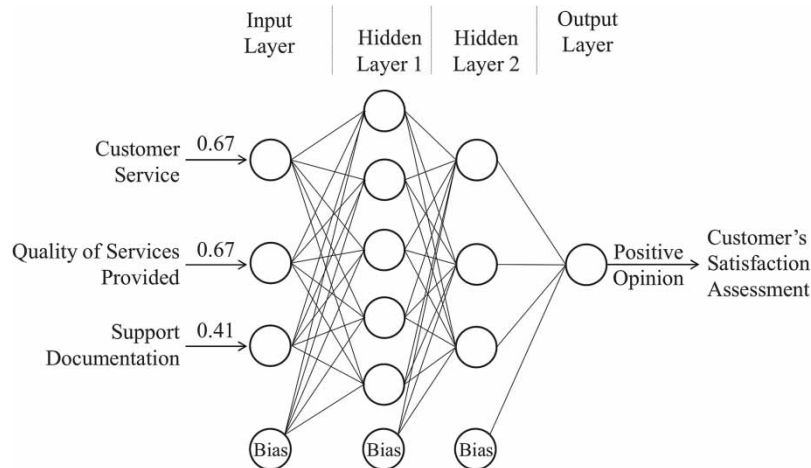 Input
Layer
Hidden
Layer 1
Hidden
Layer 2
Output
Layer
Customer
Service
0.67
Quality of Services
Provided
0.67
Support
Documentation
0.41
Positive
Opinion
Customer's
Satisfaction
Assessment
Bias
Bias
Bias